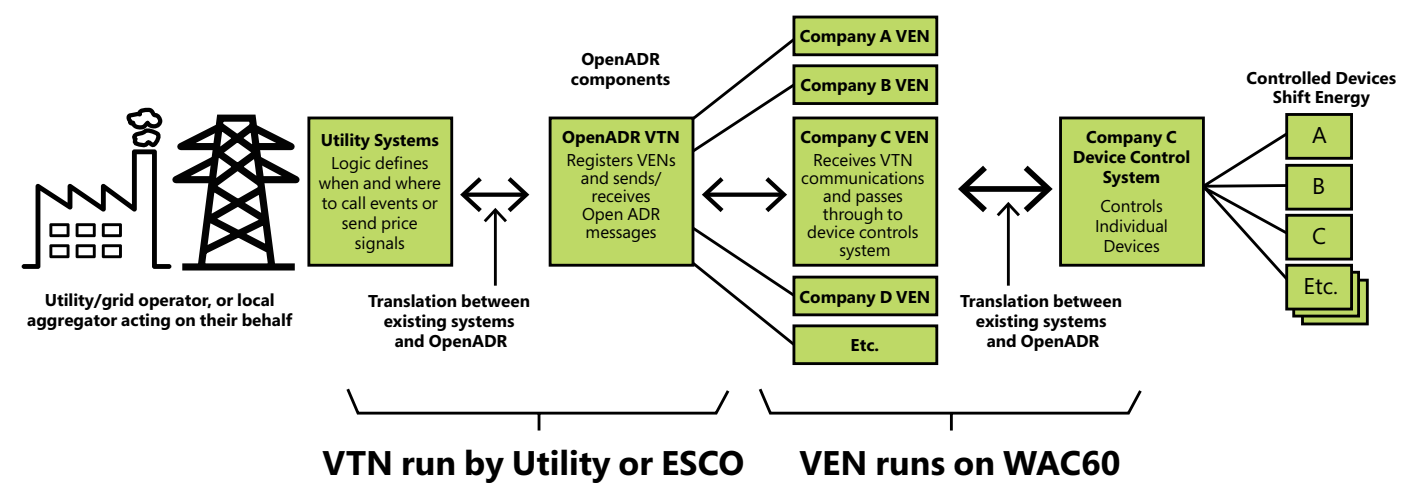 Utility/grid operator, or local
aggregator acting on their behalf
Utility Systems
Logic defines
when and where
to call events or
send price
signals
Translation between
existing systems
and OpenADR
OpenADR
components
OpenADR VTN
Registers VENs
and sends/
receives
Open ADR
messages
Company A VEN
Company B VEN
Company C VEN
Receives VTN
communications
and passes
through to
device controls
system
Company D VEN
Etc.
Translation between
existing systems
and OpenADR
Company C
Device Control
System
Controls
Individual
Devices
Controlled Devices
Shift Energy
A
B
C
Etc.
VTN run by Utility or ESCO
VEN runs on WAC60